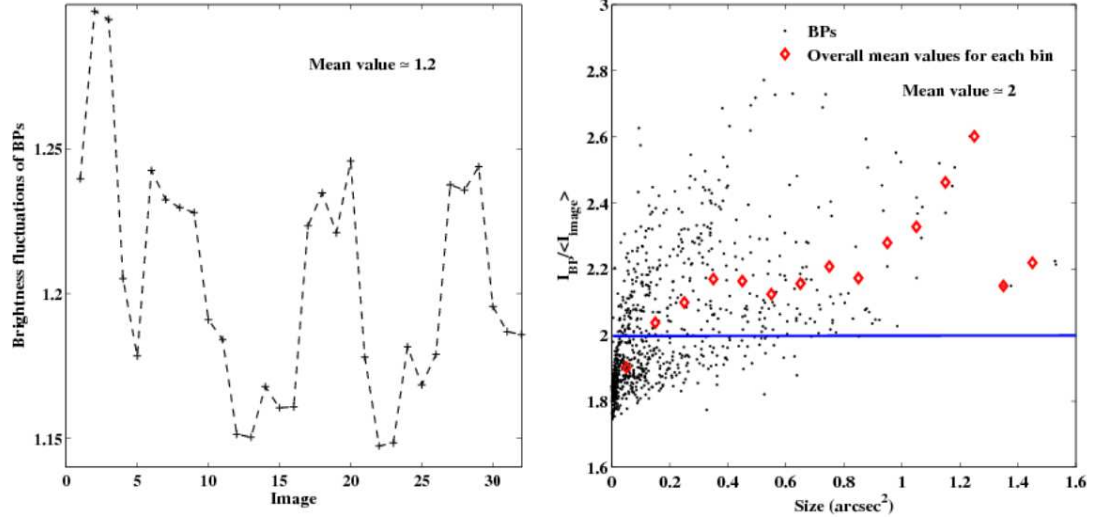 Brightness fluctuations of BPs
1.25
1.2
1.15
Mean value ≃ 1.2
0 5 10 15 20 25 30
Image
I_BP/<I_image>
3
2.8
2.6
2.4
2.2
2
1.8
1.6
BPs
Overall mean values for each bin
Mean value ≃ 2
0 0.2 0.4 0.6 0.8 1 1.2 1.4 1.6
Size (arcsec²)